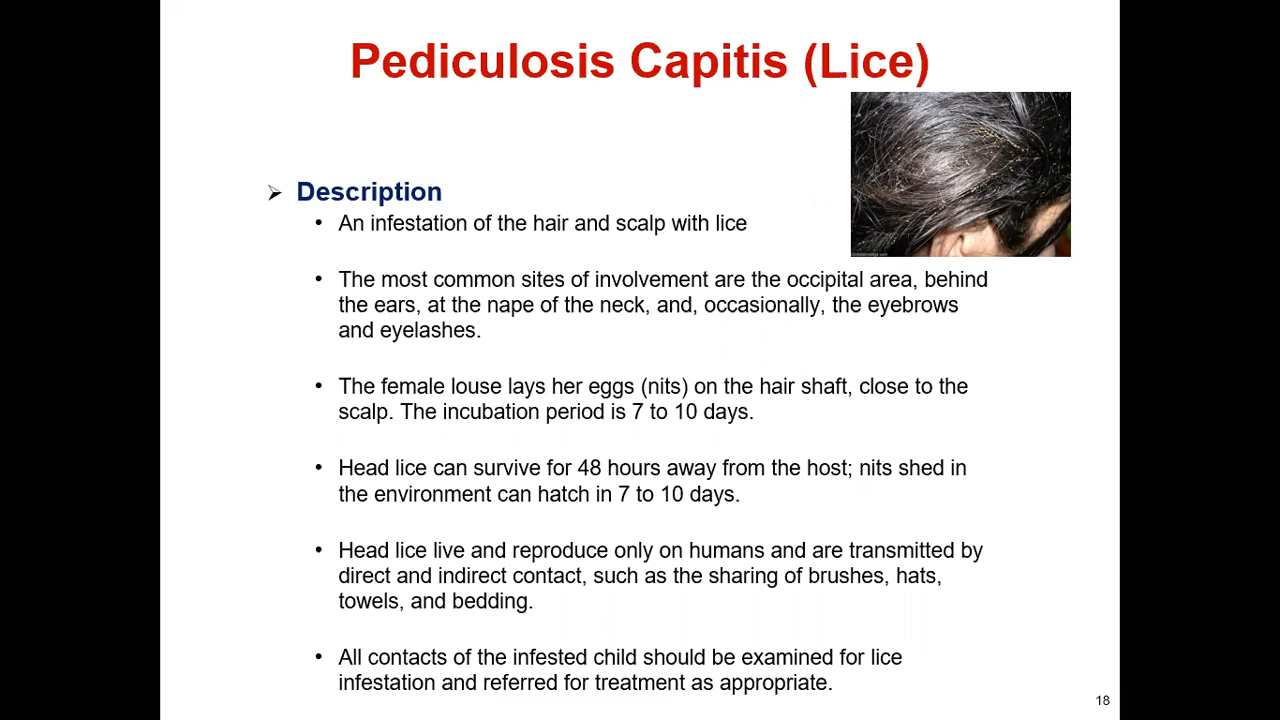 Pediculosis Capitis (Lice)
➢ Description
• An infestation of the hair and scalp with lice
• The most common sites of involvement are the occipital area, behind
the ears, at the nape of the neck, and, occasionally, the eyebrows
and eyelashes.
• The female louse lays her eggs (nits) on the hair shaft, close to the
scalp. The incubation period is 7 to 10 days.
• Head lice can survive for 48 hours away from the host; nits shed in
the environment can hatch in 7 to 10 days.
• Head lice live and reproduce only on humans and are transmitted by
direct and indirect contact, such as the sharing of brushes, hats,
towels, and bedding.
• All contacts of the infested child should be examined for lice
infestation and referred for treatment as appropriate.
18